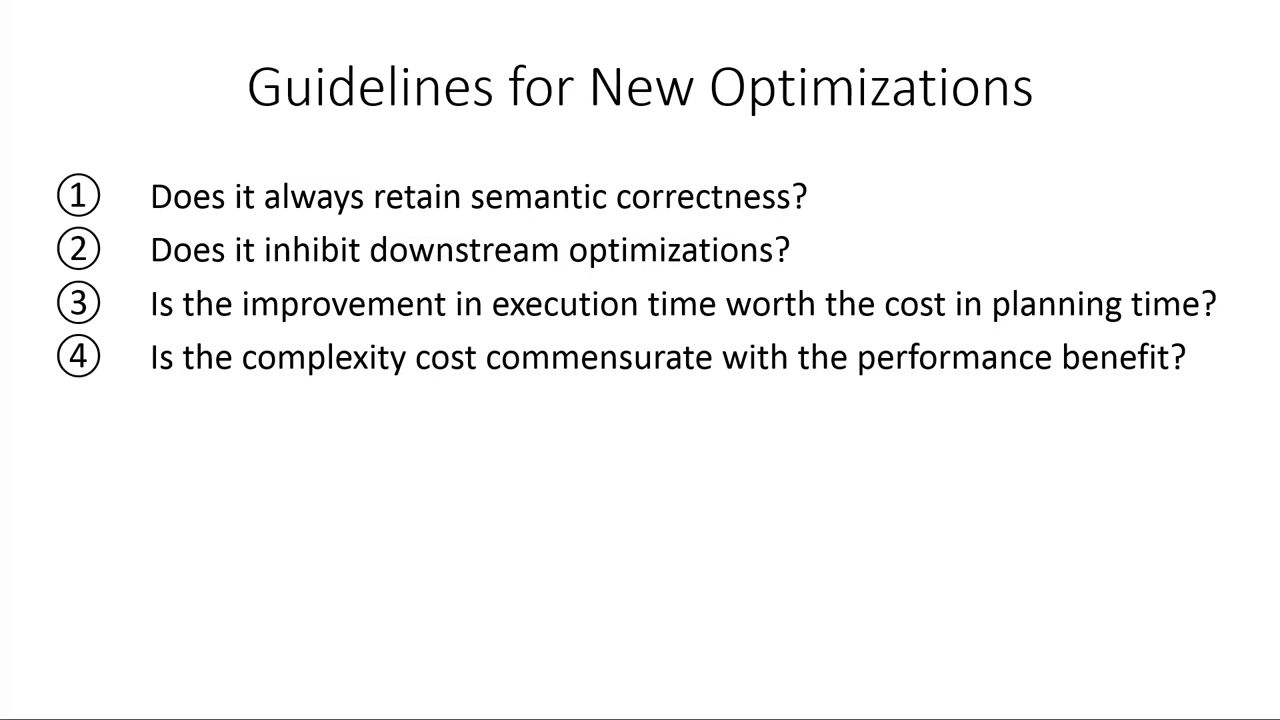 Guidelines for New Optimizations
① Does it always retain semantic correctness?
② Does it inhibit downstream optimizations?
③ Is the improvement in execution time worth the cost in planning time?
④ Is the complexity cost commensurate with the performance benefit?